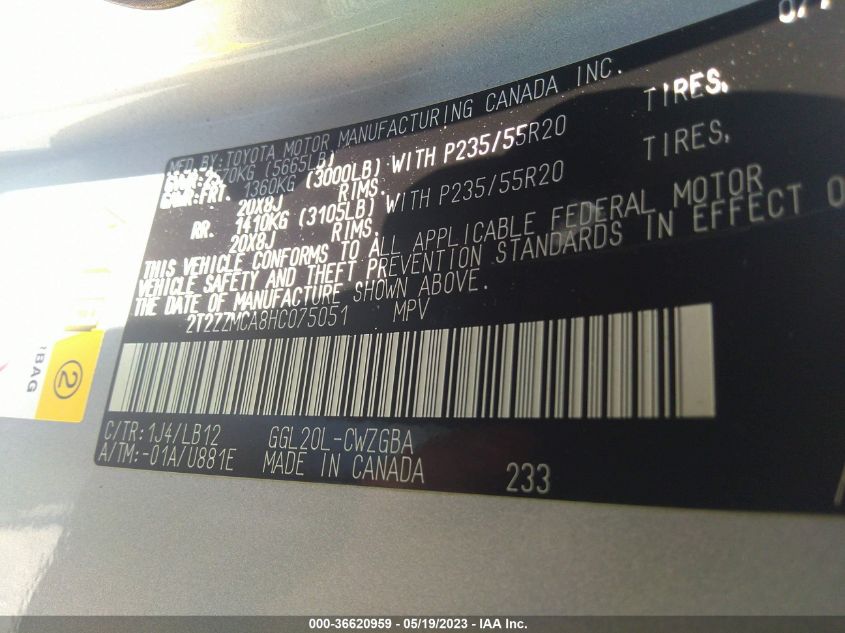 07/
MFD.BY:TOYOTA MOTOR MANUFACTURING CANADA INC.
2570KG (5665LB)
1360KG (3000LB) WITH P235/55R20 TIRES,
20X8J RIMS.
RR. 1410KG (3105LB) WITH P235/55R20 TIRES,
20X8J RIMS.
THIS VEHICLE CONFORMS TO ALL APPLICABLE FEDERAL MOTOR
VEHICLE SAFETY AND THEFT PREVENTION STANDARDS IN EFFECT O
THE DATE OF MANUFACTURE SHOWN ABOVE.
2T2ZZMCA8HC075051 MPV
RBAG
2
C/TR:1J4/LB12 GGL20L-CWZGBA
A/TM:-01A/U881E MADE IN CANADA 233
000-36620959 - 05/19/2023 - IAA Inc.